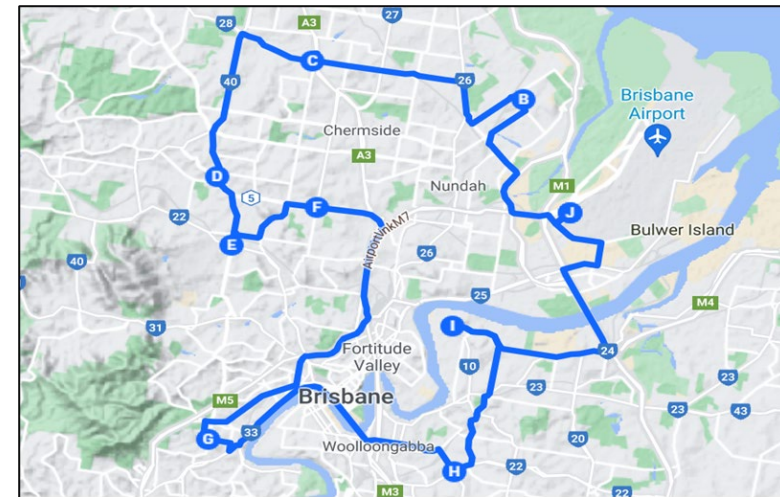 28
A3
27
C
40
26
B
Brisbane
Airport
Chermside
A3
D
Nundah
M1
5
F
J
22
E
AirportlinkM7
Bulwer Island
40
26
25
M4
31
I
Fortitude
Valley
10
24
23
M5
Brisbane
23
23
43
G
33
Woolloongabba
20
H
22
22
M3